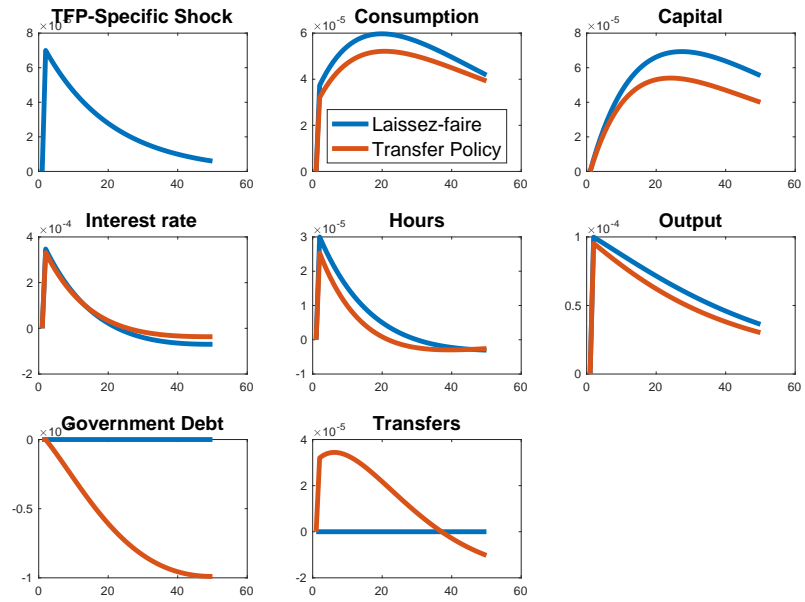 TFP-Specific Shock
8
6
4
2
0
0 20 40 60
Consumption
×10⁻⁵
6
4
2
0
0 20 40 60
Laissez-faire
Transfer Policy
Capital
×10⁻⁵
8
6
4
2
0
0 20 40 60
Interest rate
×10⁻⁴
4
2
0
-2
0 20 40 60
Hours
×10⁻⁵
3
2
1
0
-1
0 20 40 60
Output
×10⁻⁴
1
0.5
0
0 20 40 60
Government Debt
0
-0.5
-1
0 20 40 60
Transfers
×10⁻⁵
4
2
0
-2
0 20 40 60